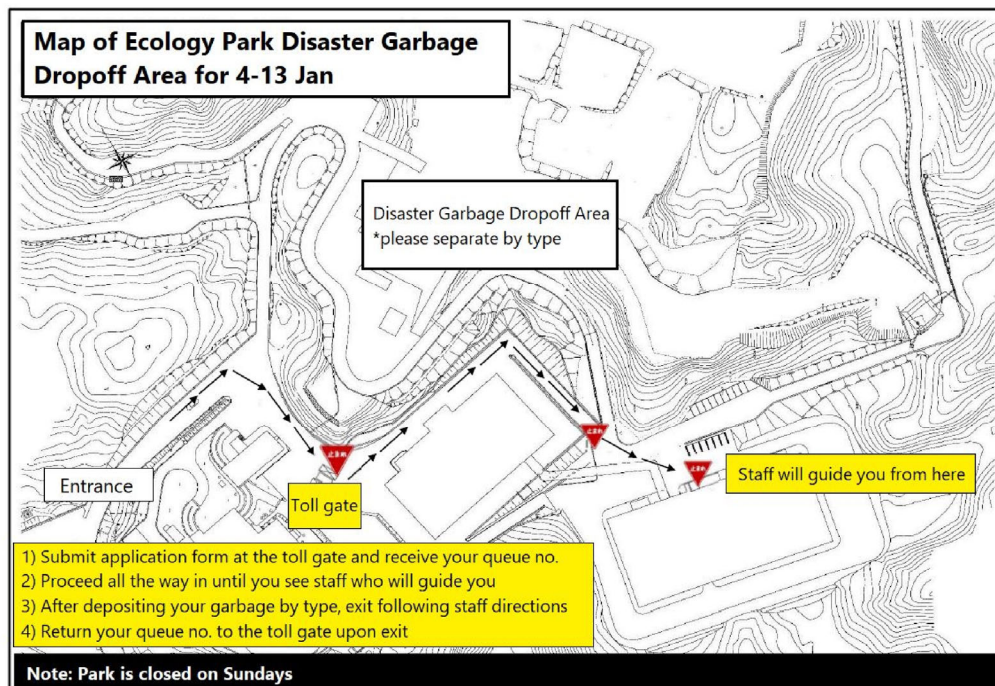 Map of Ecology Park Disaster Garbage
Dropoff Area for 4-13 Jan
Disaster Garbage Dropoff Area
*please separate by type
Entrance
Toll gate
Staff will guide you from here
1) Submit application form at the toll gate and receive your queue no.
2) Proceed all the way in until you see staff who will guide you
3) After depositing your garbage by type, exit following staff directions
4) Return your queue no. to the toll gate upon exit
Note: Park is closed on Sundays